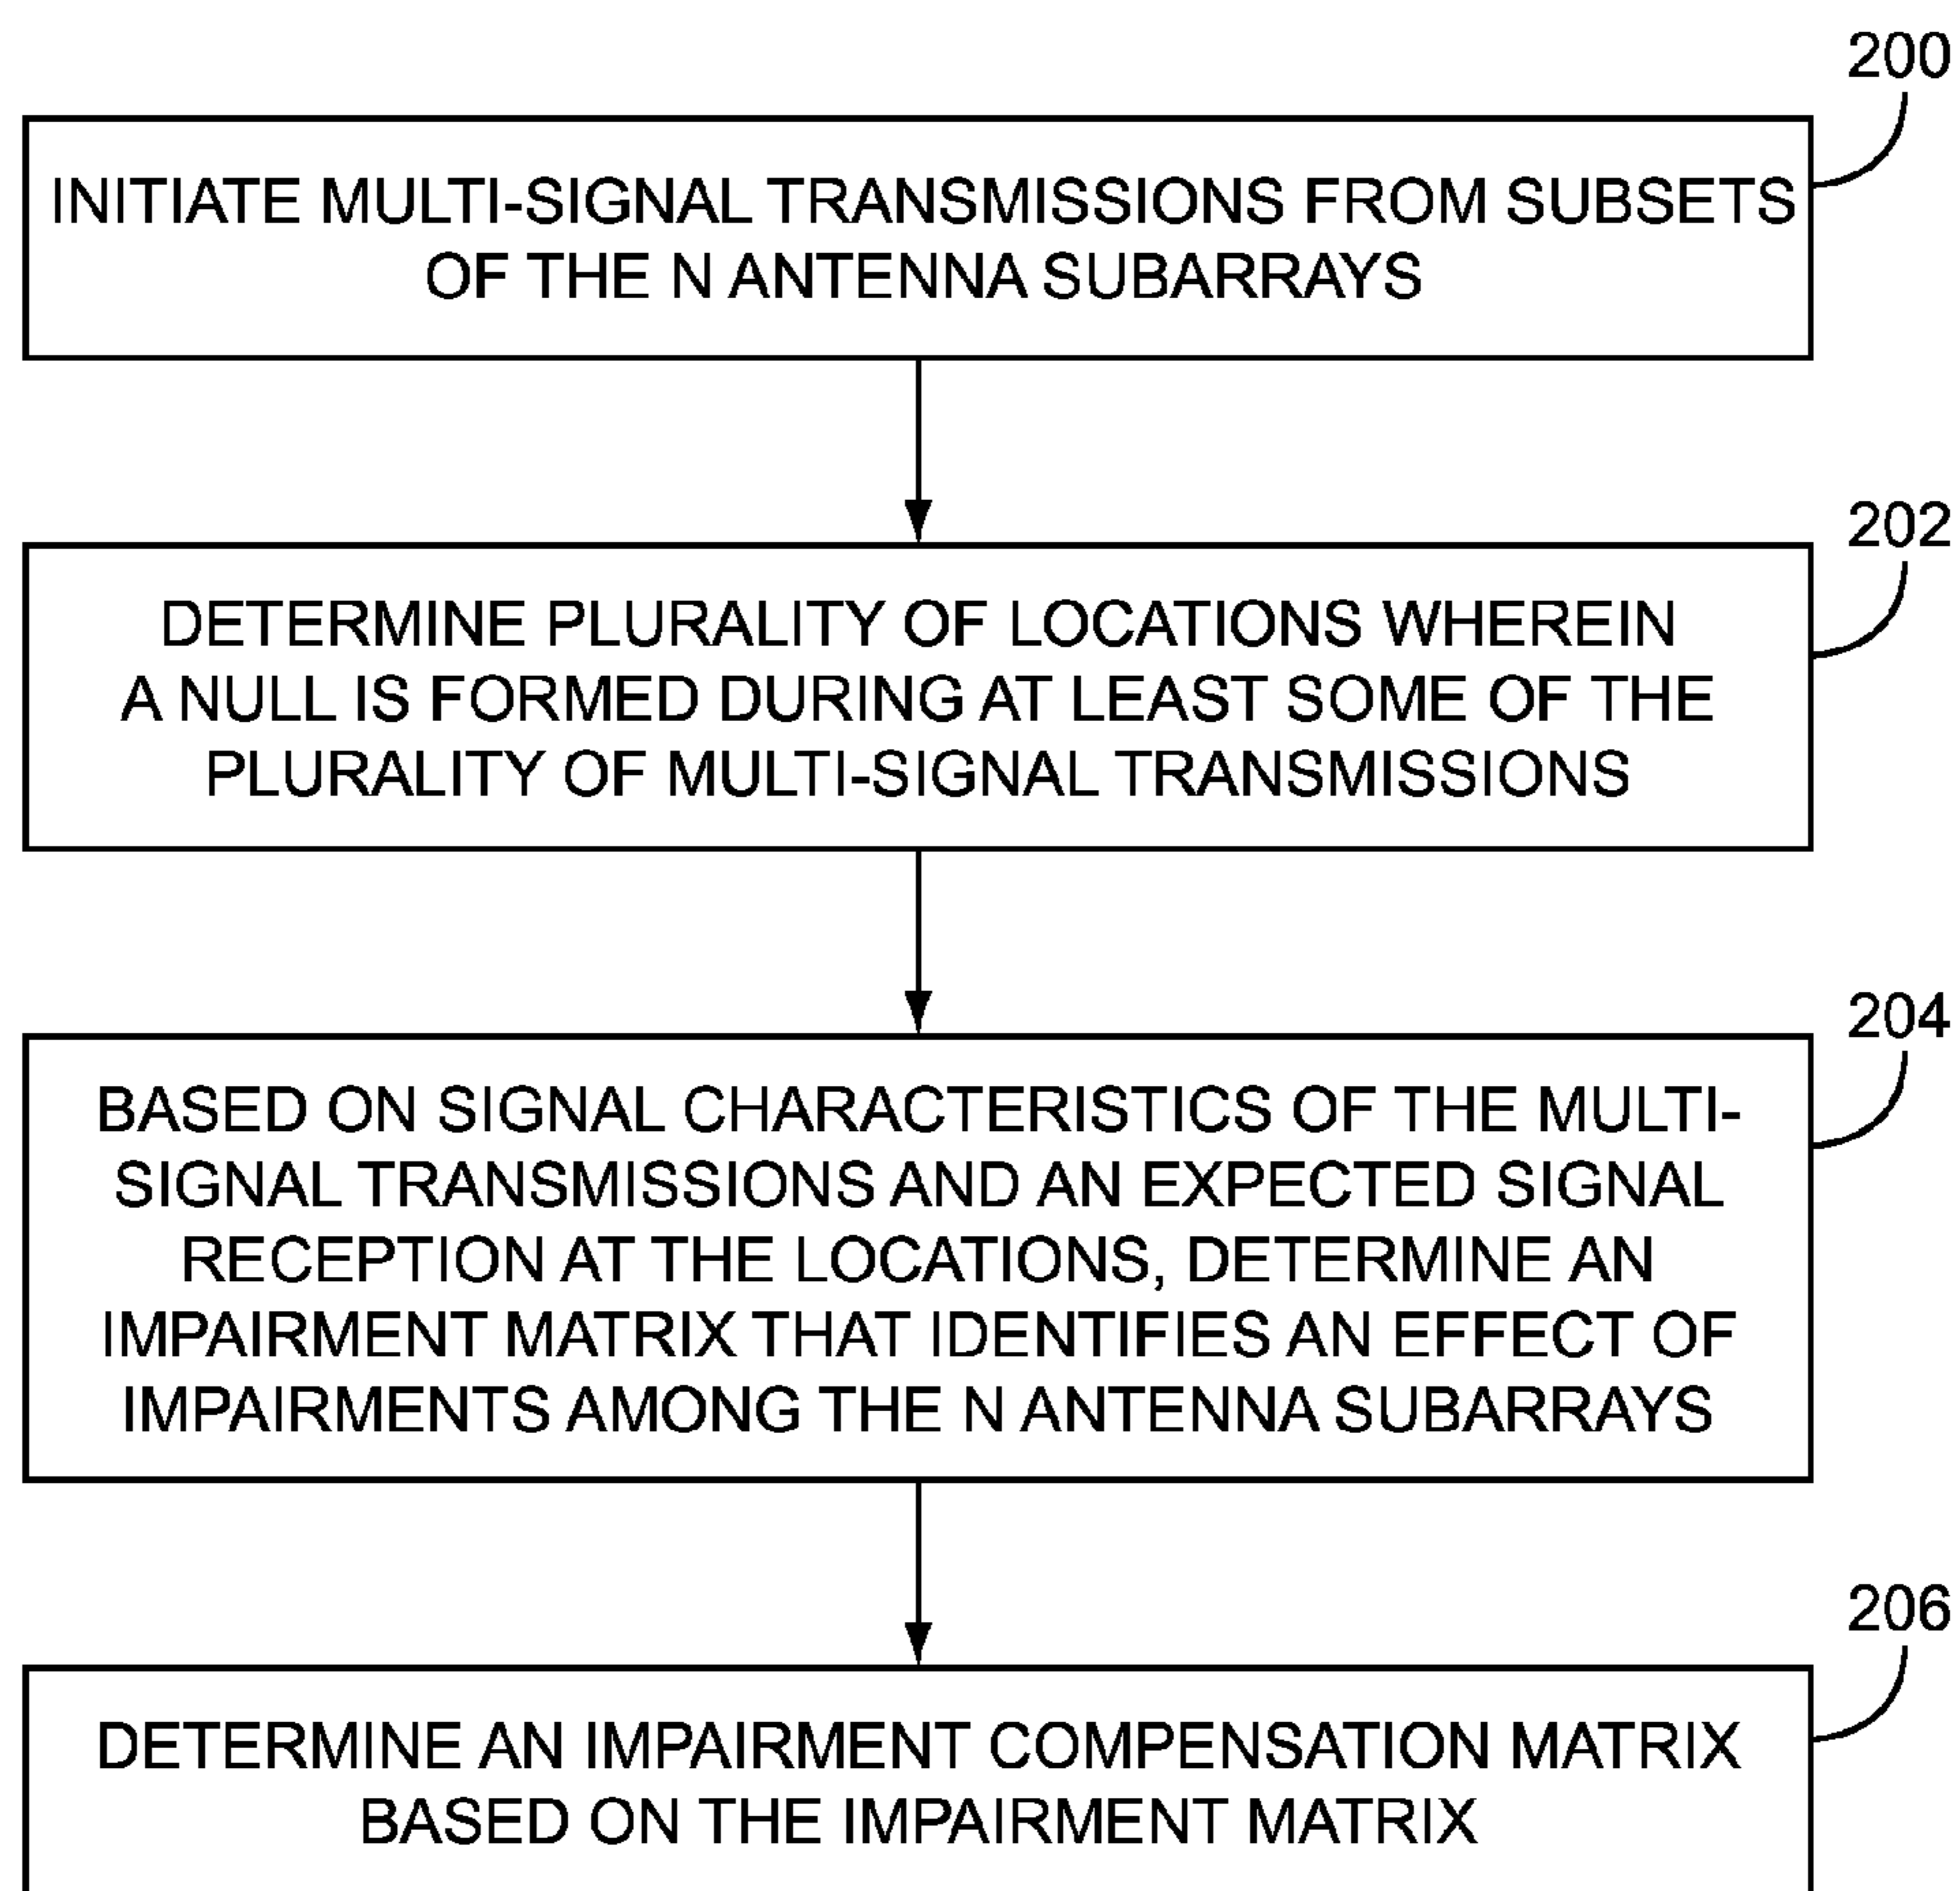 200
INITIATE MULTI-SIGNAL TRANSMISSIONS FROM SUBSETS
OF THE N ANTENNA SUBARRAYS
202
DETERMINE PLURALITY OF LOCATIONS WHEREIN
A NULL IS FORMED DURING AT LEAST SOME OF THE
PLURALITY OF MULTI-SIGNAL TRANSMISSIONS
204
BASED ON SIGNAL CHARACTERISTICS OF THE MULTI-
SIGNAL TRANSMISSIONS AND AN EXPECTED SIGNAL
RECEPTION AT THE LOCATIONS, DETERMINE AN
IMPAIRMENT MATRIX THAT IDENTIFIES AN EFFECT OF
IMPAIRMENTS AMONG THE N ANTENNA SUBARRAYS
206
DETERMINE AN IMPAIRMENT COMPENSATION MATRIX
BASED ON THE IMPAIRMENT MATRIX